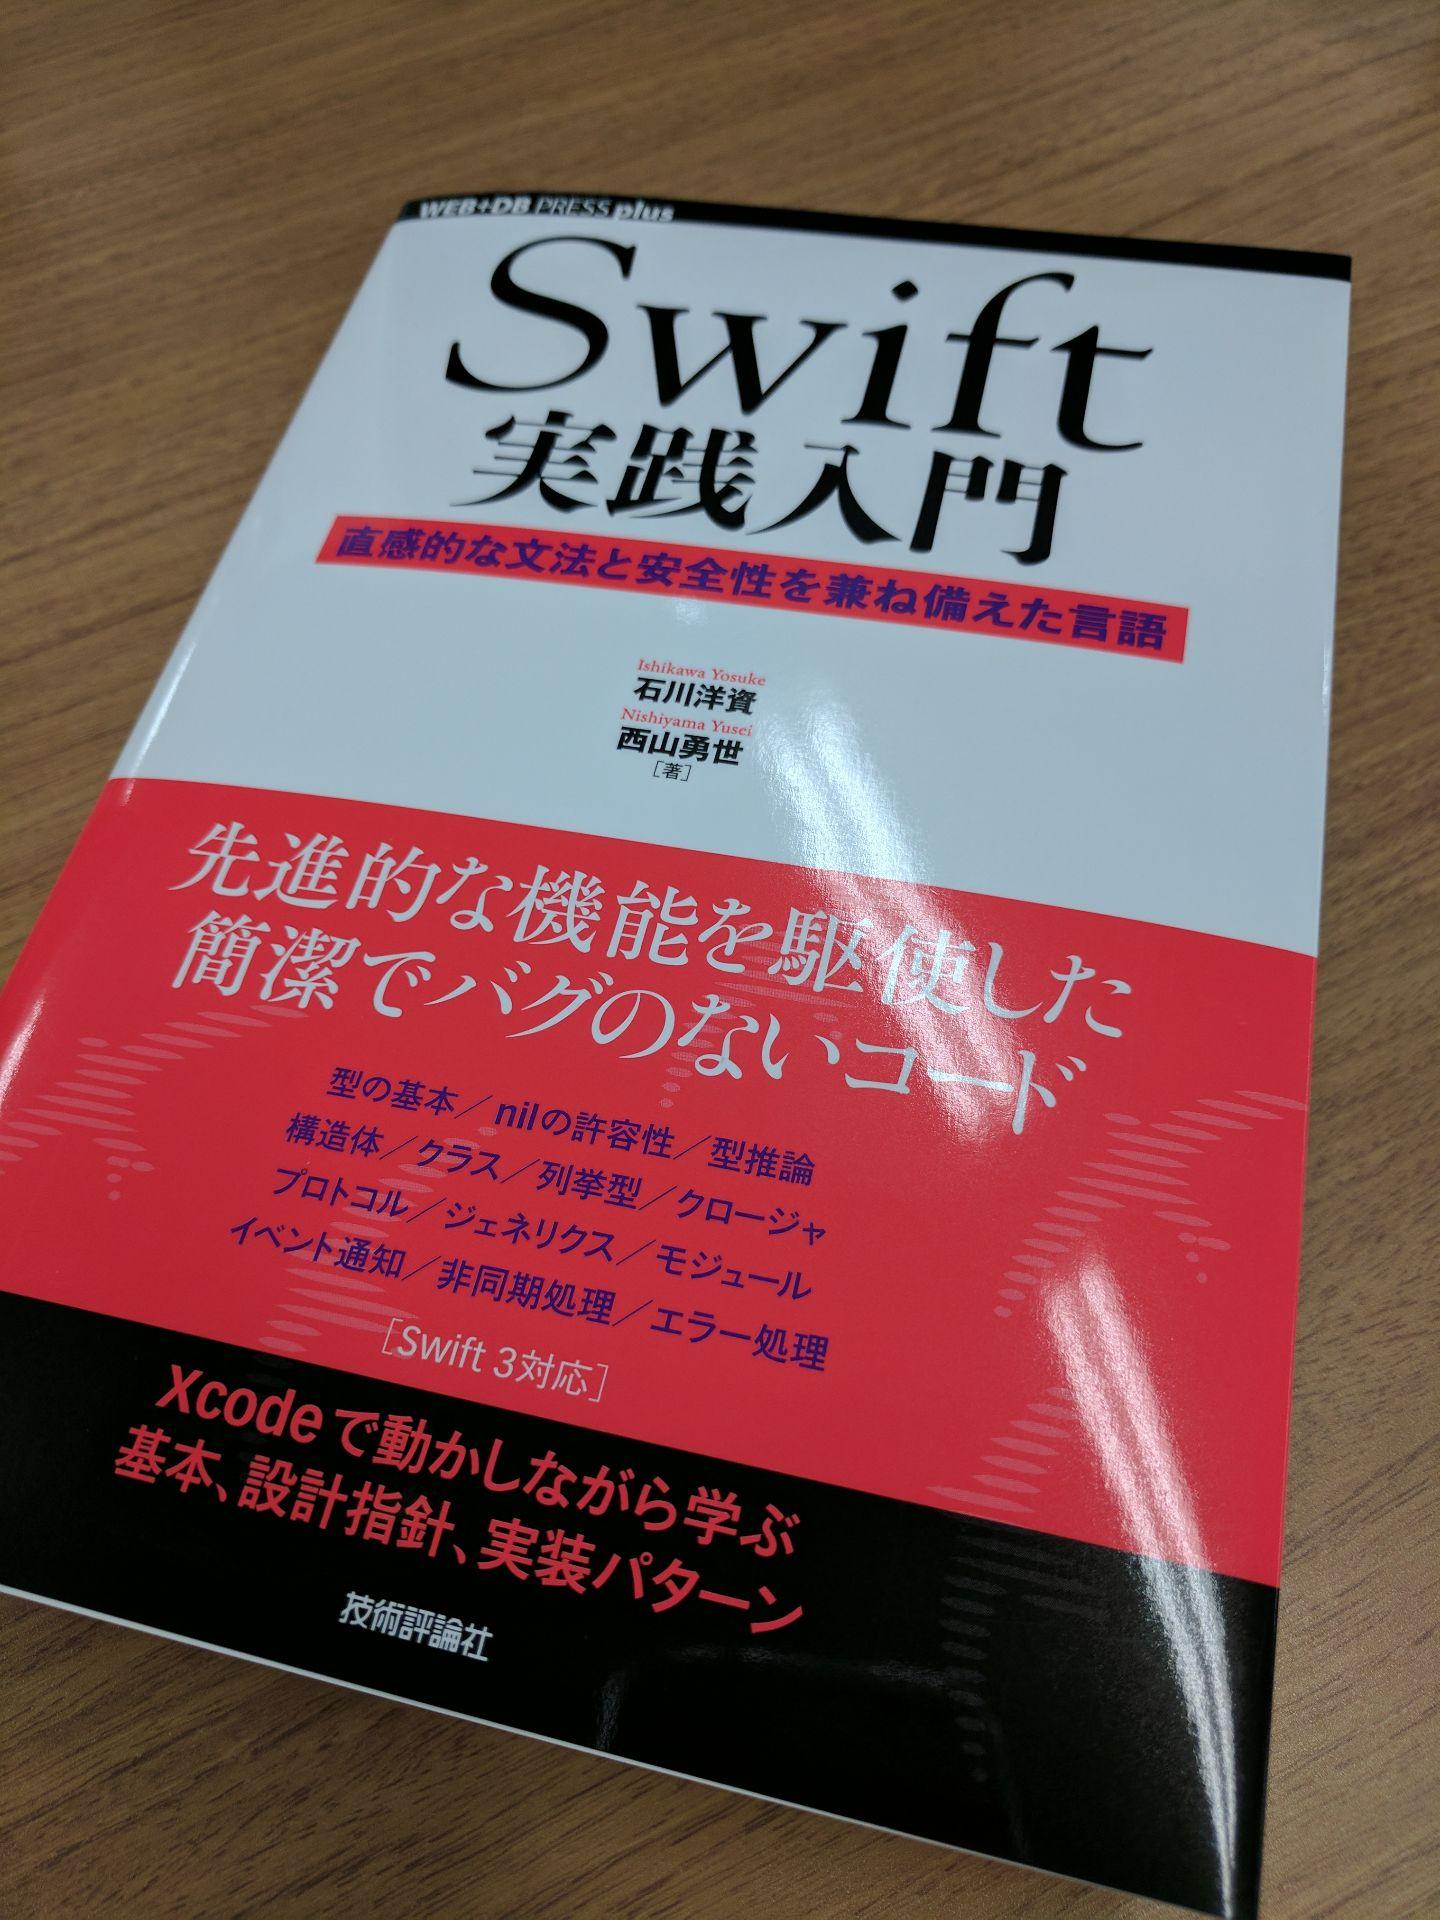 WEB+DB PRESS plus
Swift
実践入門
直感的な文法と安全性を兼ね備えた言語
Ishikawa Yosuke
石川洋資
Nishiyama Yusei
西山勇世
［著］
先進的な機能を駆使した
簡潔でバグのないコード
型の基本／nilの許容性／型推論
構造体／クラス／列挙型／クロージャ
プロトコル／ジェネリクス／モジュール
イベント通知／非同期処理／エラー処理
［Swift 3対応］
Xcodeで動かしながら学ぶ
基本、設計指針、実装パターン
技術評論社